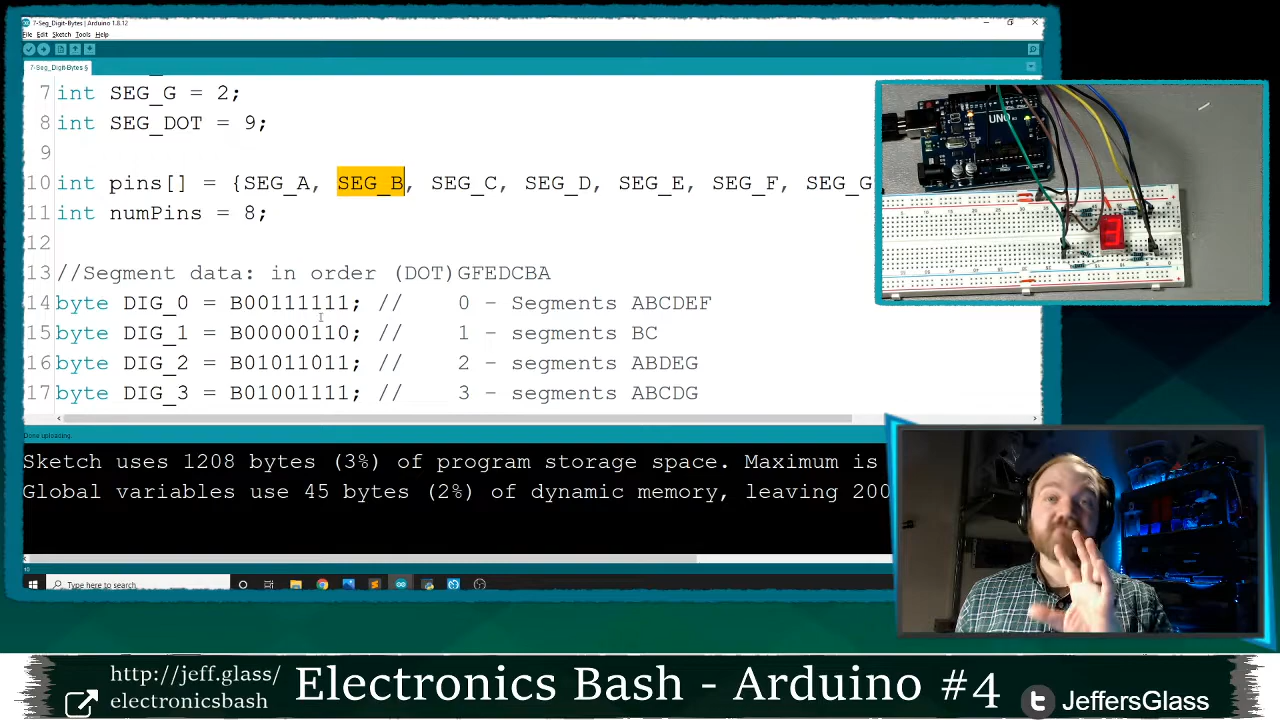 7-Seg_Digit-Bytes | Arduino 1.8.12
File Edit Sketch Tools Help
7-Seg_Digit-Bytes §
7 int SEG_G = 2;
8 int SEG_DOT = 9;
9
10 int pins[] = {SEG_A, SEG_B, SEG_C, SEG_D, SEG_E, SEG_F, SEG_G
11 int numPins = 8;
12
13 //Segment data: in order (DOT)GFEDCBA
14 byte DIG_0 = B00111111; // 0 - Segments ABCDEF
15 byte DIG_1 = B00000110; // 1 - segments BC
16 byte DIG_2 = B01011011; // 2 - segments ABDEG
17 byte DIG_3 = B01001111; // 3 - segments ABCDG
Done uploading.
Sketch uses 1208 bytes (3%) of program storage space. Maximum is
Global variables use 45 bytes (2%) of dynamic memory, leaving 200
10
Type here to search
UNO
http://jeff.glass/
electronicsbash
Electronics Bash - Arduino #4
JeffersGlass